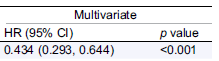 Multivariate
HR (95% CI) p value
0.434 (0.293, 0.644) <0.001